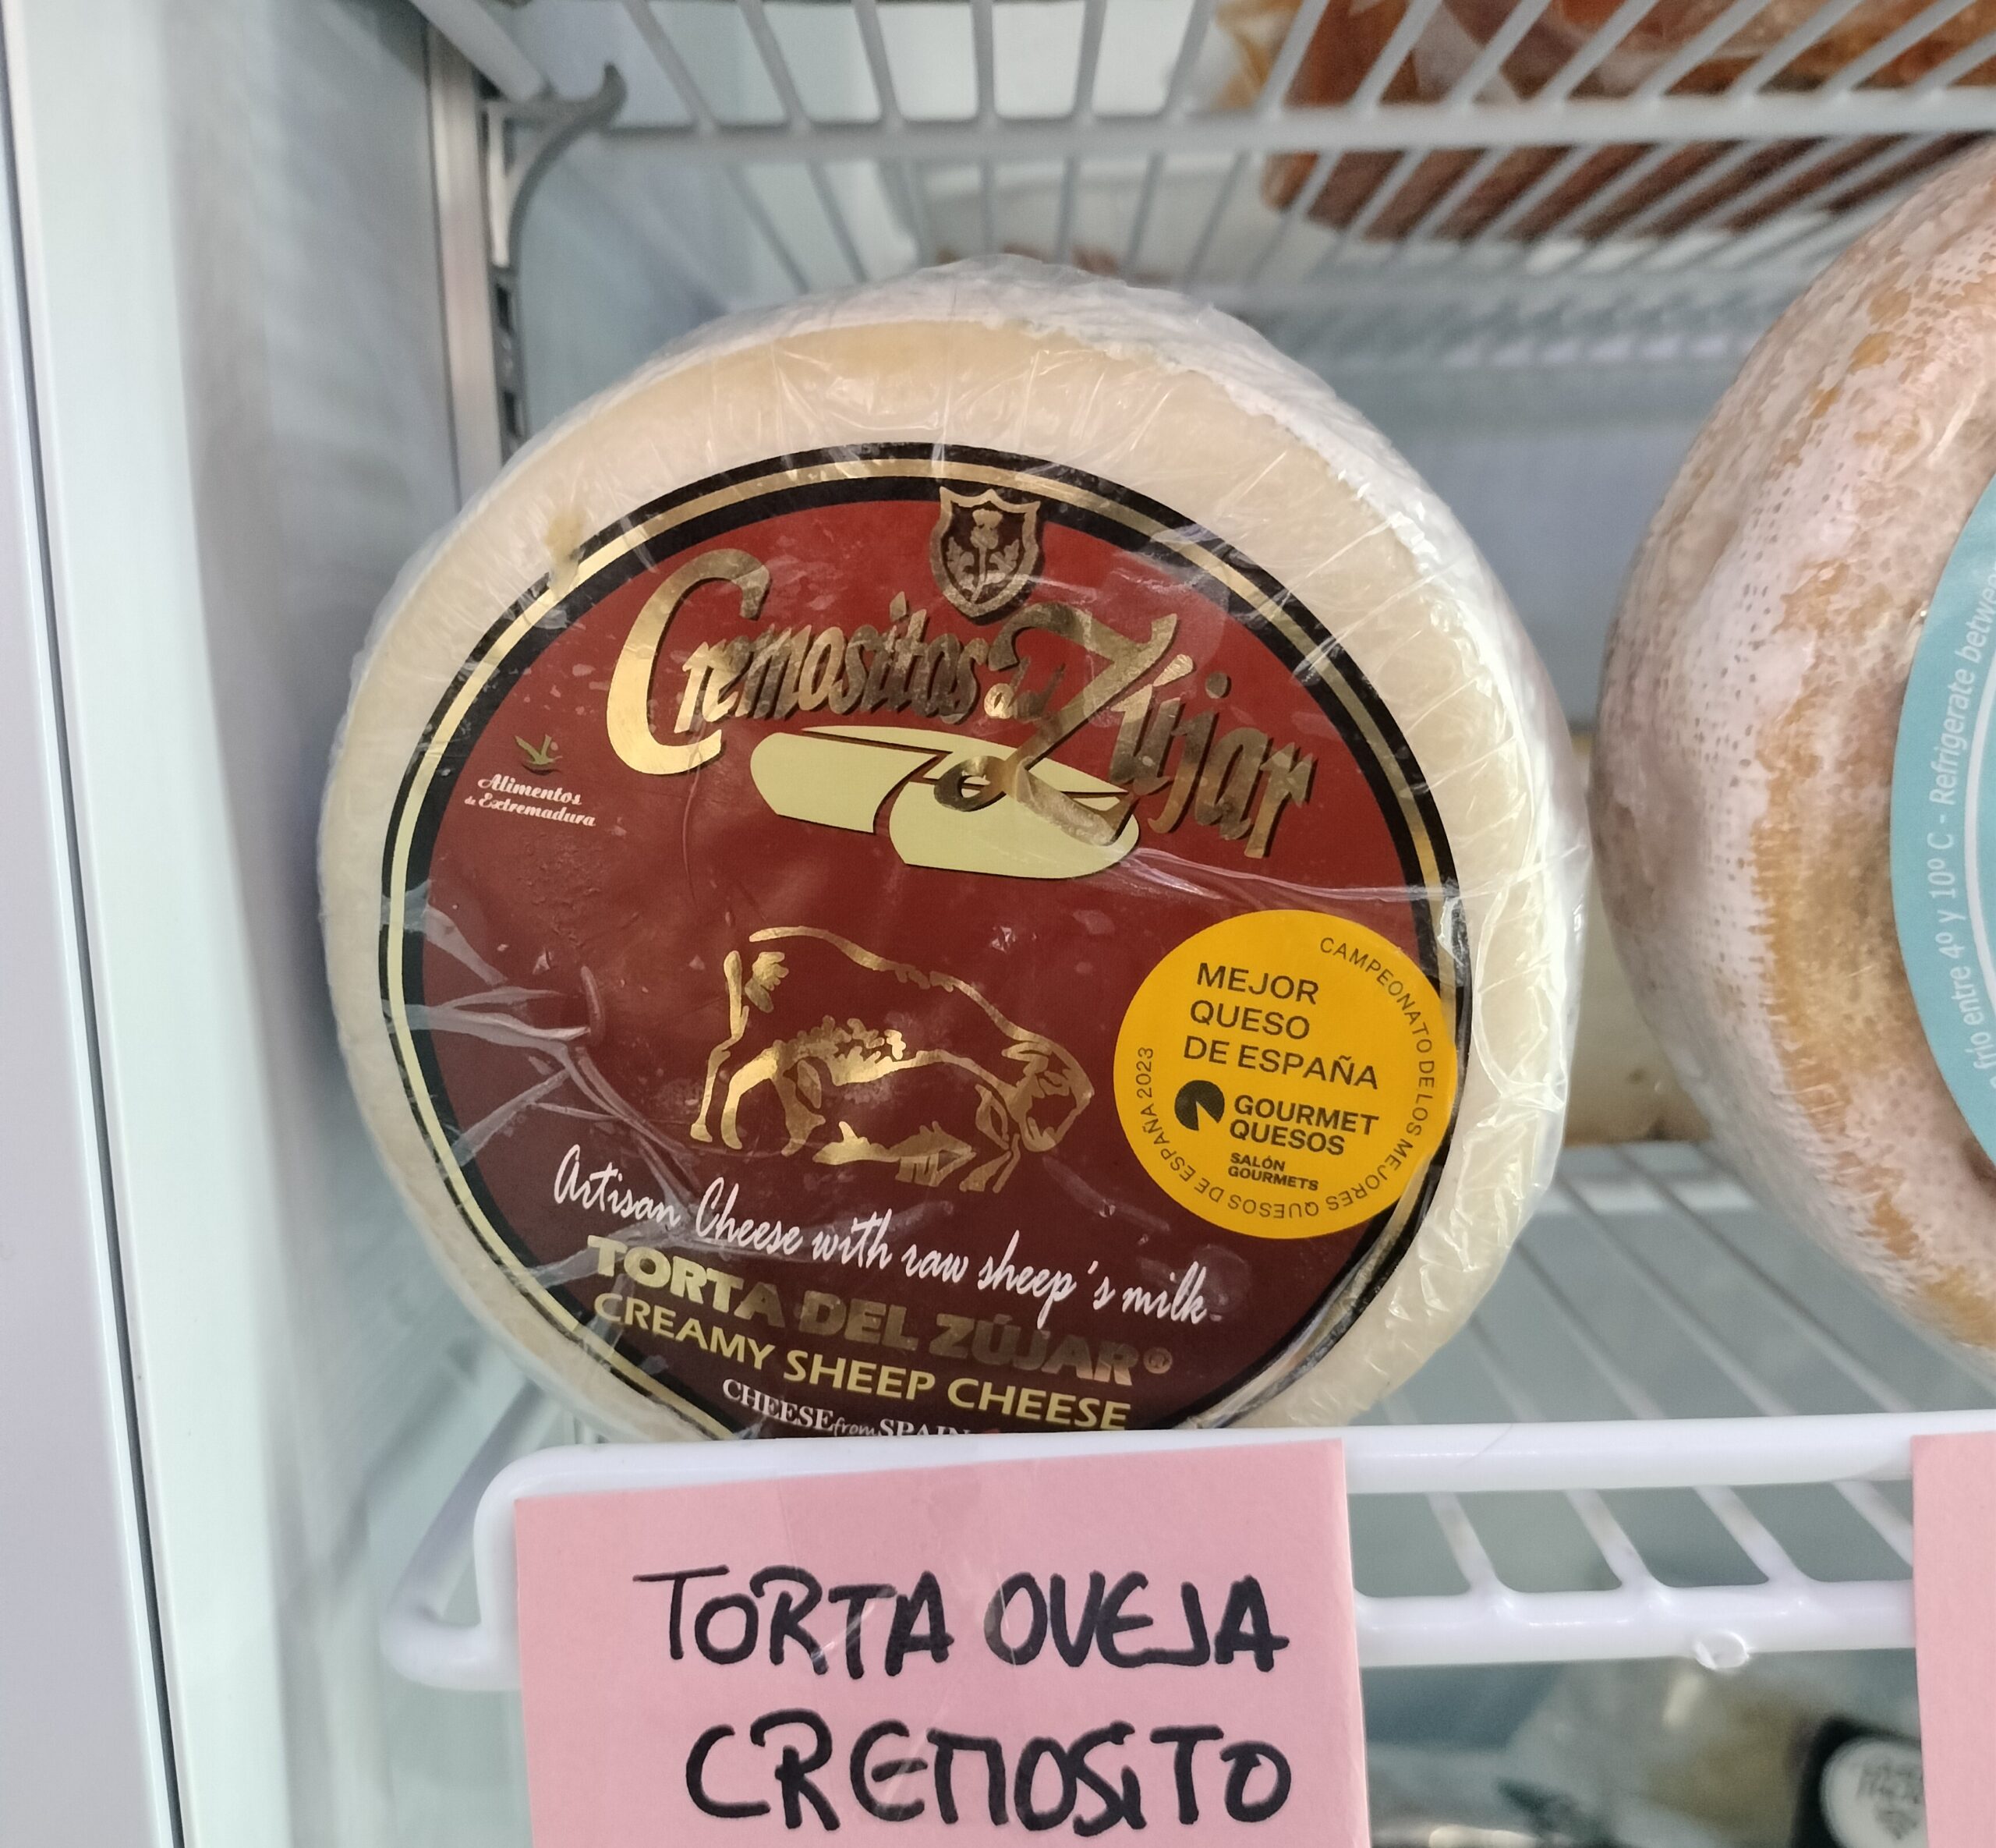 Cremositos del Zújar
Alimentos
de Extremadura
MEJOR
QUESO
DE ESPAÑA
GOURMET
QUESOS
SALÓN
GOURMETS
CAMPEONATO DE LOS MEJORES QUESOS DE ESPAÑA 2023
Artisan Cheese with raw sheep's milk
TORTA DEL ZÚJAR®
CREAMY SHEEP CHEESE
CHEESE from SPAIN
frío entre 4º y 10º C - Refrigerate
TORTA OVEJA
CREMOSITO